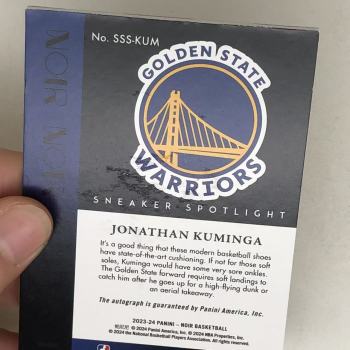 No. SSS-KUM
GOLDEN STATE
WARRIORS
NOIR NOIR
SNEAKER SPOTLIGHT
JONATHAN KUMINGA
It's a good thing that these modern basketball shoes
have state-of-the-art cushioning. If not for those soft
soles, Kuminga would have some very sore ankles.
The Golden State forward requires soft landings to
catch him after he goes up for a high-flying dunk or
an aerial takeaway.
The autograph is guaranteed by Panini America, Inc.
2023-24 PANINI – NOIR BASKETBALL
© 2024 Panini America, Inc. © 2024 NBA Properties, Inc.
© 2024 the National Basketball Players Association. All rights reserved.